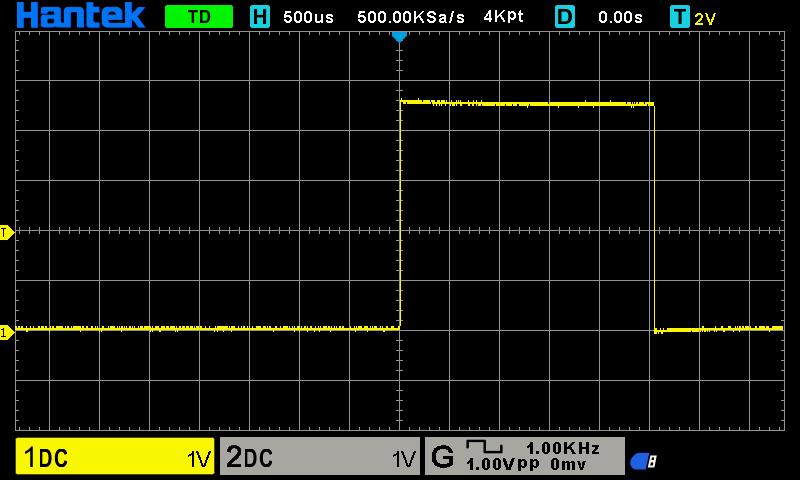 Hantek TD H 500us 500.00KSa/s 4Kpt D 0.00s T 2V
T
1
1DC 1V 2DC 1V G 1.00KHz
1.00Vpp 0mv